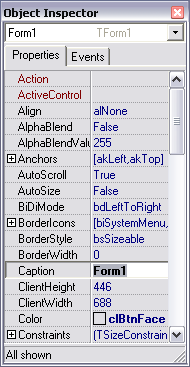 Object Inspector
Form1 TForm1
Properties Events
Action
ActiveControl
Align alNone
AlphaBlend False
AlphaBlendValu 255
Anchors [akLeft,akTop]
AutoScroll True
AutoSize False
BiDiMode bdLeftToRight
BorderIcons [biSystemMenu,
BorderStyle bsSizeable
BorderWidth 0
Caption Form1
ClientHeight 446
ClientWidth 688
Color clBtnFace
Constraints (TSizeConstrain
All shown